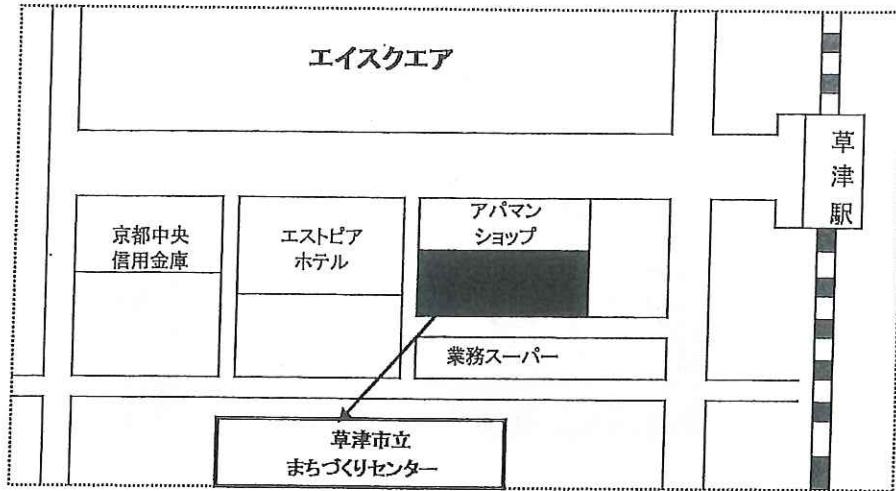 エイスクエア
草津駅
アパマン
ショップ
京都中央
信用金庫
エストピア
ホテル
業務スーパー
草津市立
まちづくりセンター